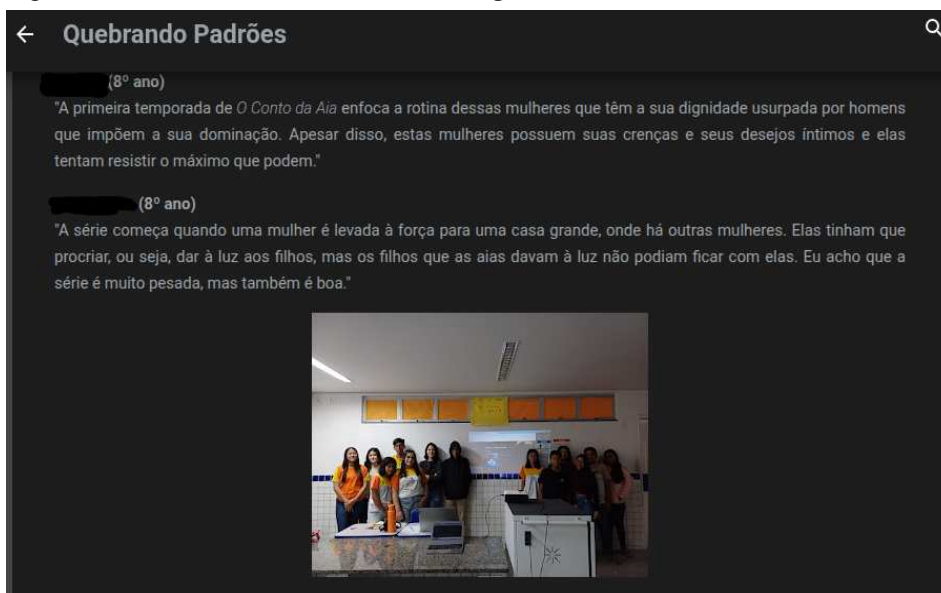 Quebrando Padrões
(8º ano)
"A primeira temporada de O Conto da Aia enfoca a rotina dessas mulheres que têm a sua dignidade usurpada por homens
que impõem a sua dominação. Apesar disso, estas mulheres possuem suas crenças e seus desejos íntimos e elas
tentam resistir o máximo que podem."
(8º ano)
"A série começa quando uma mulher é levada à força para uma casa grande, onde há outras mulheres. Elas tinham que
procriar, ou seja, dar à luz aos filhos, mas os filhos que as aias davam à luz não podiam ficar com elas. Eu acho que a
série é muito pesada, mas também é boa."